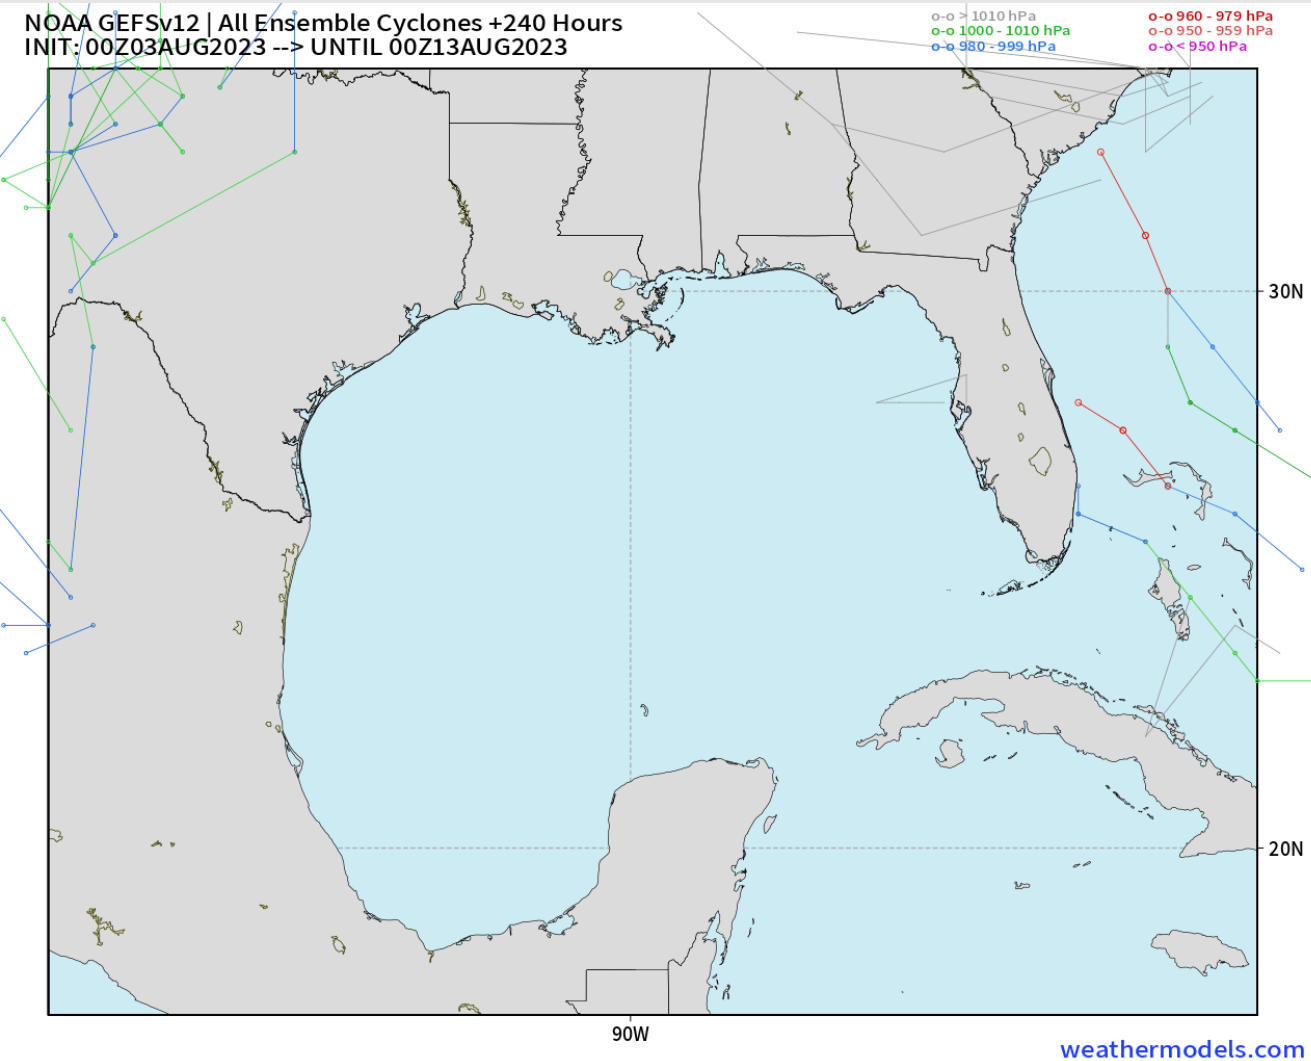 NOAA GEFSv12 | All Ensemble Cyclones +240 Hours
INIT: 00Z03AUG2023 --> UNTIL 00Z13AUG2023
o-o > 1010 hPa
o-o 1000 - 1010 hPa
o-o 980 - 999 hPa
o-o 960 - 979 hPa
o-o 950 - 959 hPa
o-o < 950 hPa
30N
20N
90W
weathermodels.com